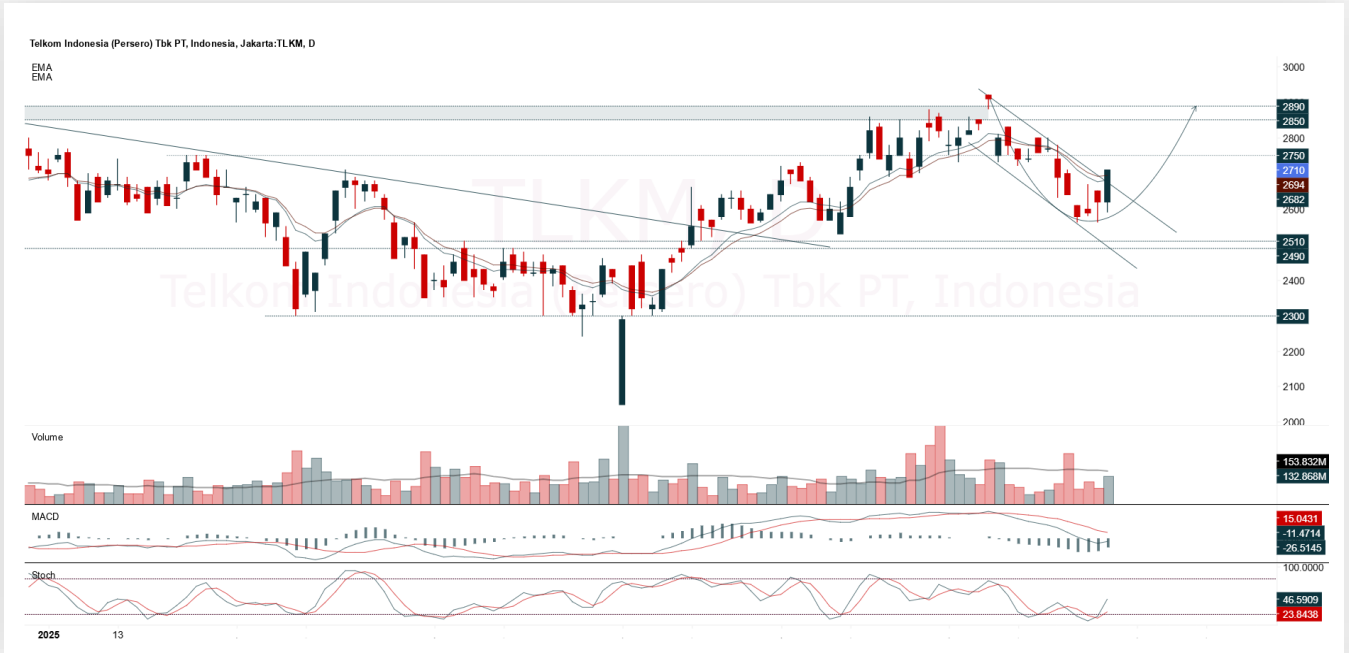 Telkom Indonesia (Persero) Tbk PT, Indonesia, Jakarta:TLKM, D
EMA
EMA
3000
2890
2850
2800
2750
2710
2694
2682
2600
2510
2490
2400
2300
2200
2100
2000
TLKM, D
Telkom Indonesia (Persero) Tbk PT, Indonesia
Volume
153.832M
132.868M
MACD
15.0431
-11.4714
-26.5145
Stoch
100.0000
46.5909
23.8438
2025
13